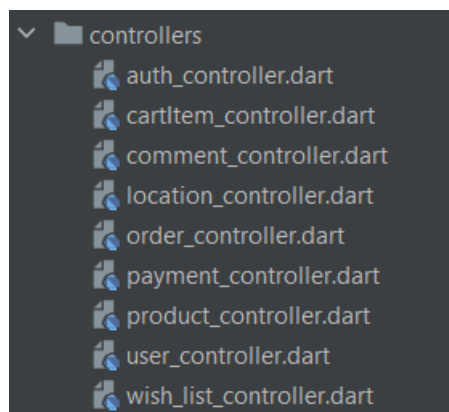 controllers
auth_controller.dart
cartItem_controller.dart
comment_controller.dart
location_controller.dart
order_controller.dart
payment_controller.dart
product_controller.dart
user_controller.dart
wish_list_controller.dart